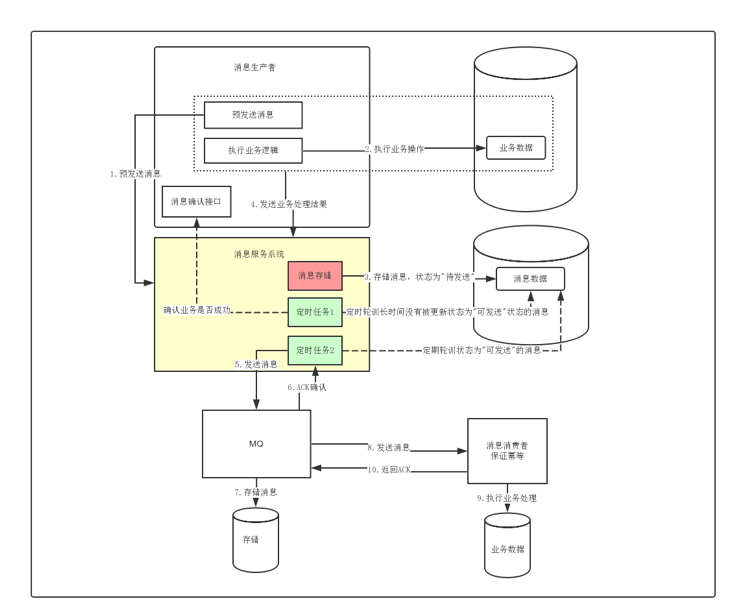 消息生产者
预发送消息
执行业务逻辑
2.执行业务操作
业务数据
1.预发送消息
消息确认接口
4.发送业务处理结果
消息服务系统
消息存储
3.存储消息，状态为"待发送"
消息数据
确认业务是否成功
定时任务1
定时轮训长时间没有被更新状态为"可发送"状态的消息
定时任务2
定期轮训状态为"可发送"的消息
5.发送消息
6.ACK确认
MQ
8.发送消息
消息消费者
保证幂等
10.返回ACK
7.存储消息
9.执行业务处理
存储
业务数据